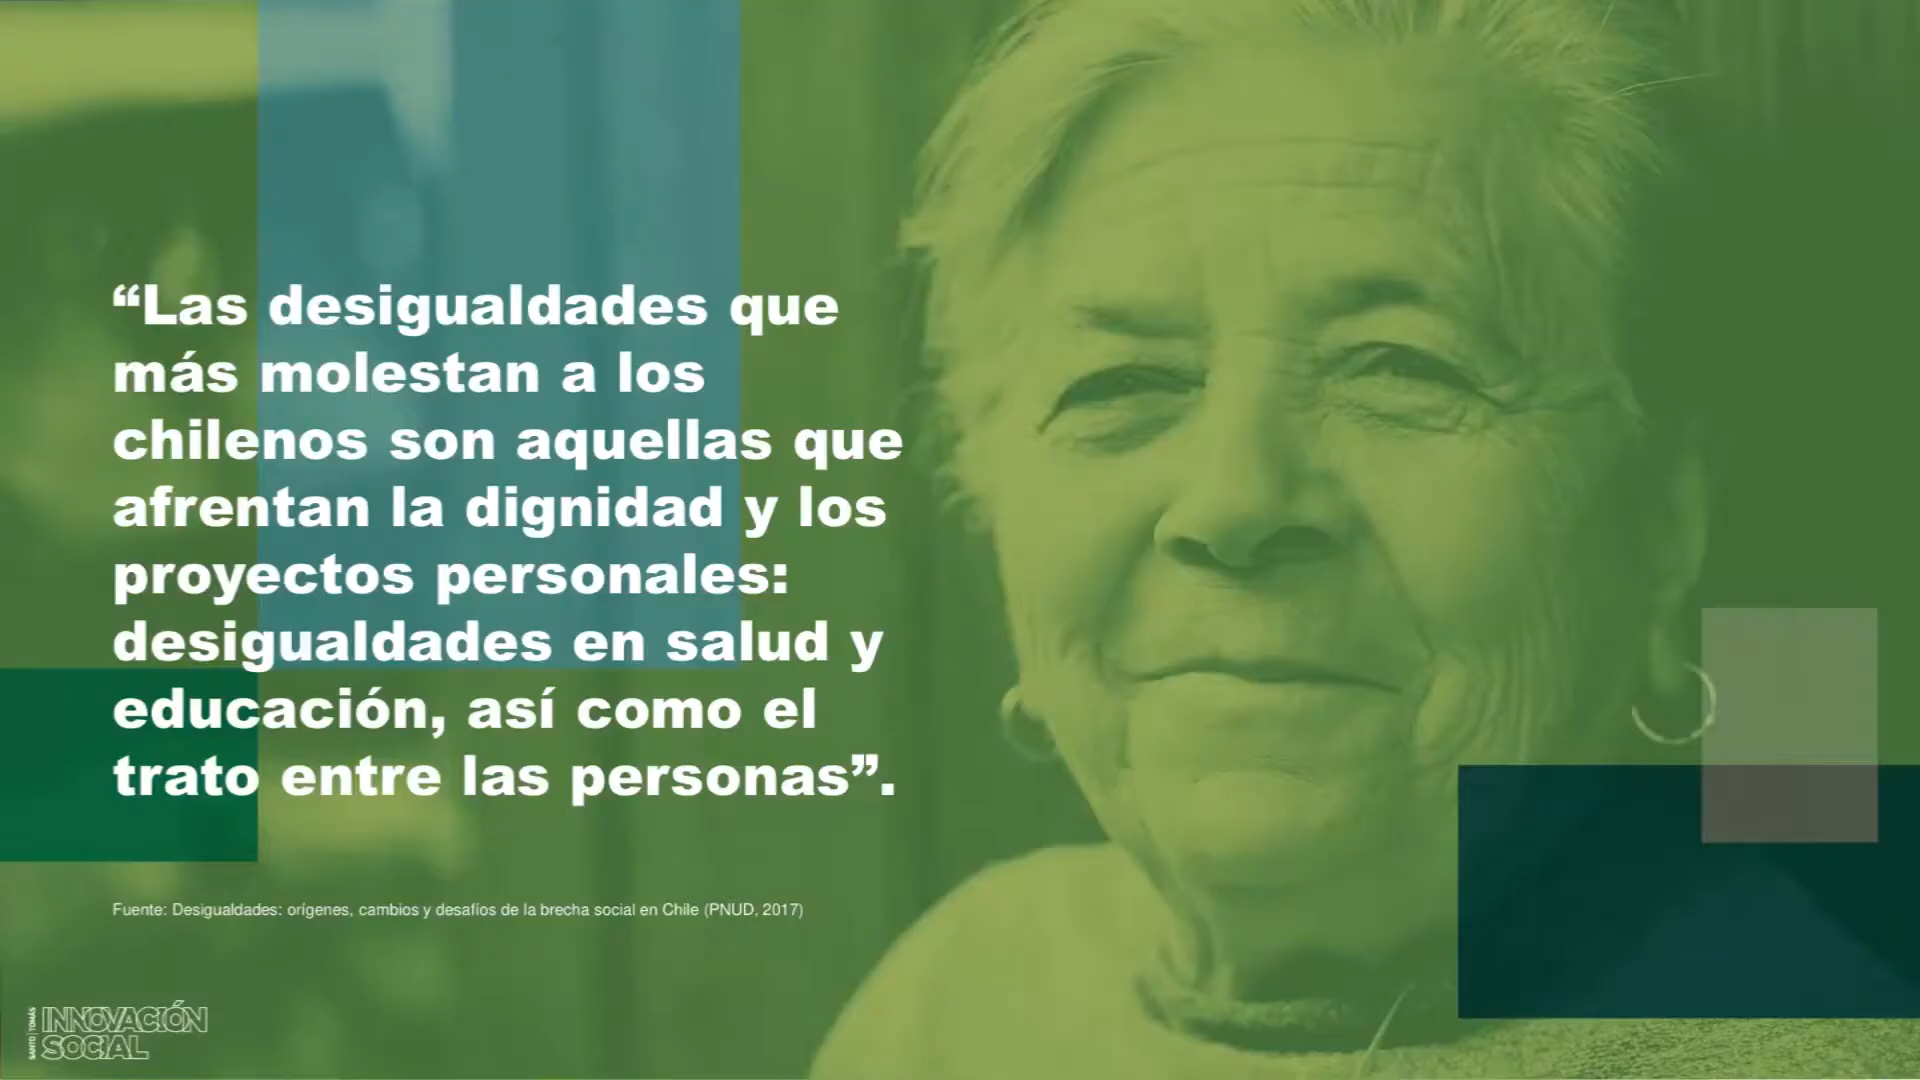 “Las desigualdades que
más molestan a los
chilenos son aquellas que
afrentan la dignidad y los
proyectos personales:
desigualdades en salud y
educación, así como el
trato entre las personas”.
Fuente: Desigualdades: orígenes, cambios y desafíos de la brecha social en Chile (PNUD, 2017)
SANTO TOMÁS
INNOVACIÓN
SOCIAL